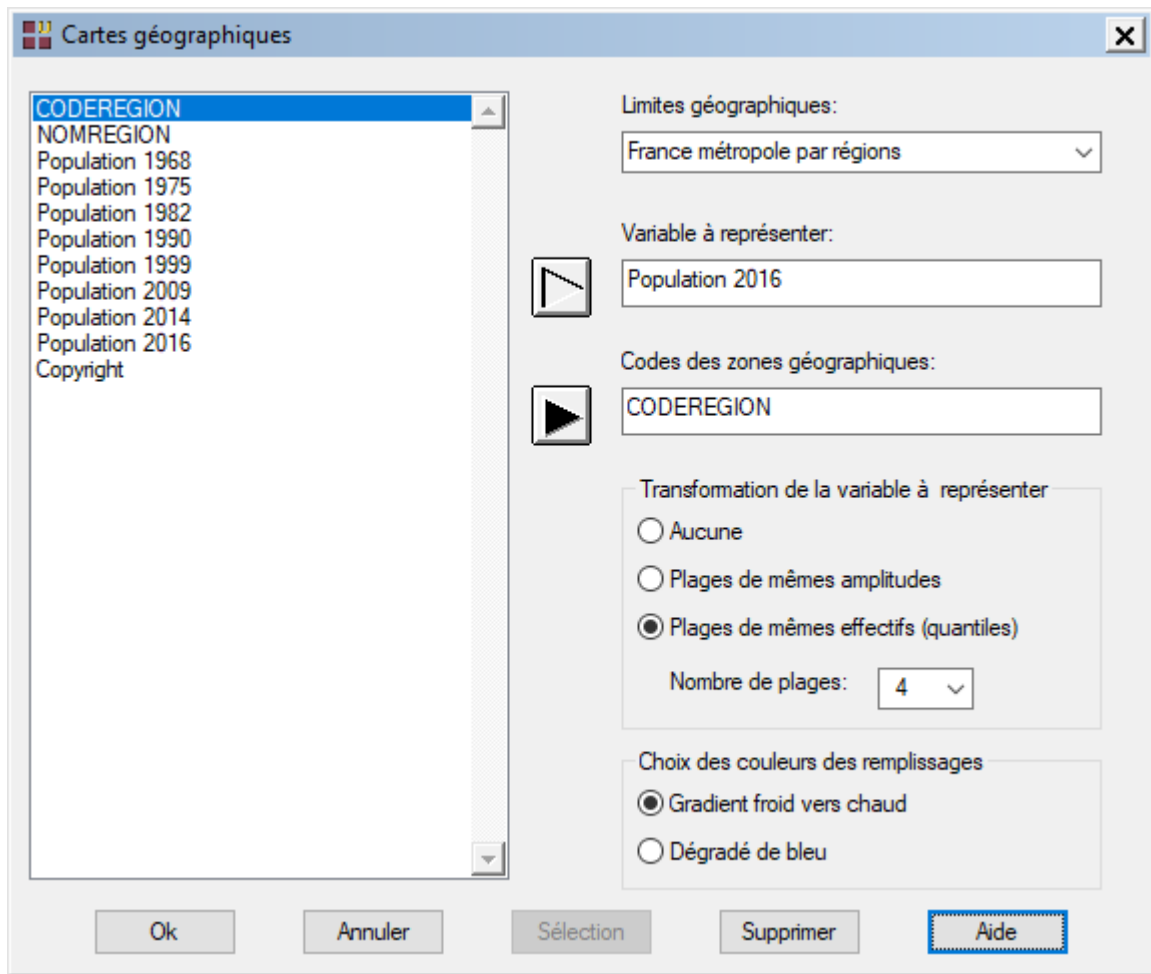 Cartes géographiques
CODEREGION
NOMREGION
Population 1968
Population 1975
Population 1982
Population 1990
Population 1999
Population 2009
Population 2014
Population 2016
Copyright
Limites géographiques:
France métropole par régions
Variable à représenter:
Population 2016
Codes des zones géographiques:
CODEREGION
Transformation de la variable à représenter
Aucune
Plages de mêmes amplitudes
Plages de mêmes effectifs (quantiles)
Nombre de plages: 4
Choix des couleurs des remplissages
Gradient froid vers chaud
Dégradé de bleu
Ok Annuler Sélection Supprimer Aide